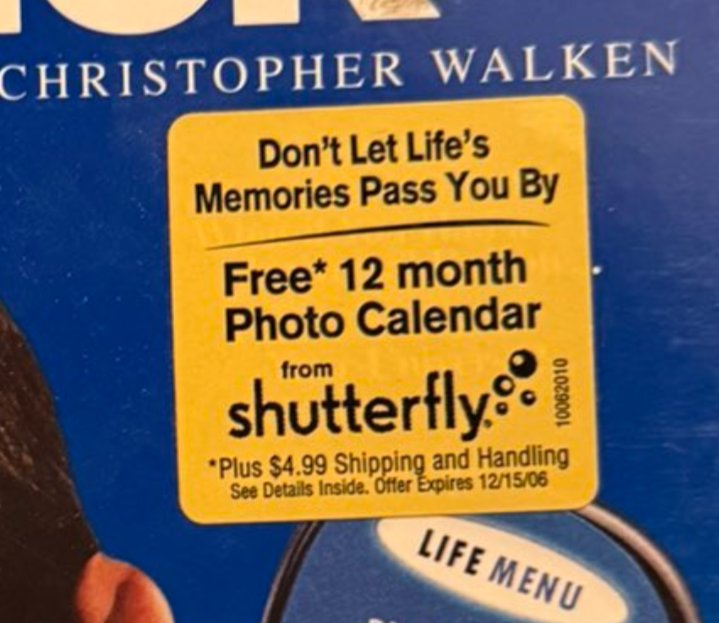 CHRISTOPHER WALKEN
Don't Let Life's
Memories Pass You By
Free* 12 month
Photo Calendar
from
shutterfly
10062010
*Plus $4.99 Shipping and Handling
See Details Inside. Offer Expires 12/15/06
LIFE MENU